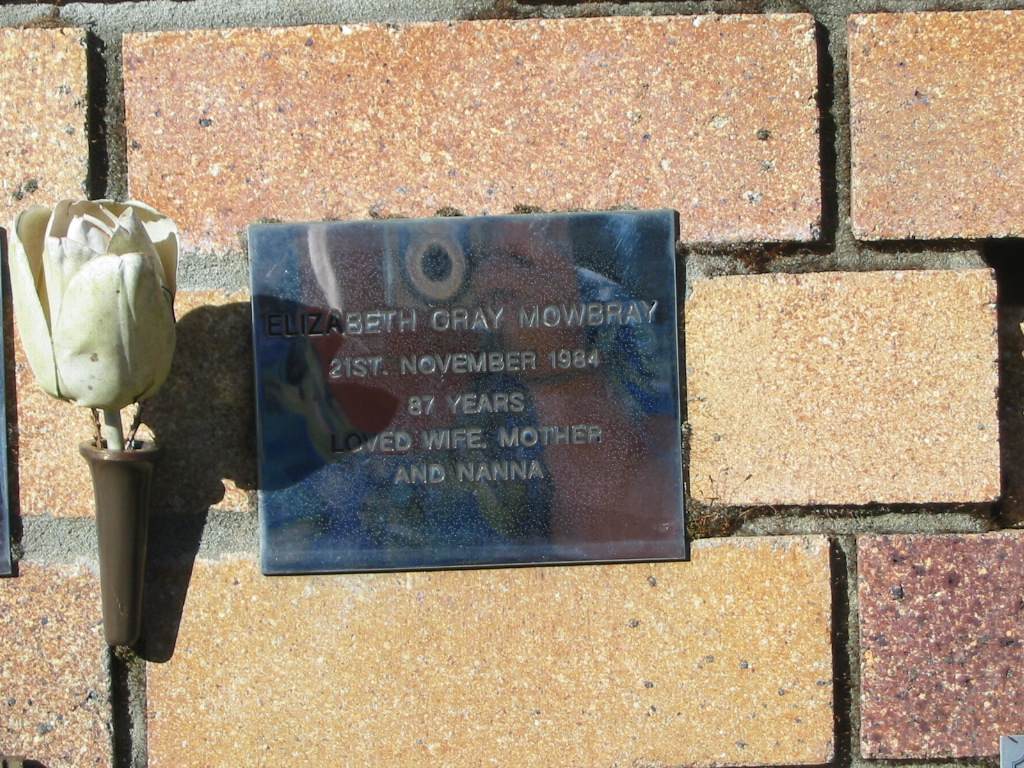 ELIZABETH GRAY MOWBRAY
21ST. NOVEMBER 1984
87 YEARS
LOVED WIFE, MOTHER
AND NANNA